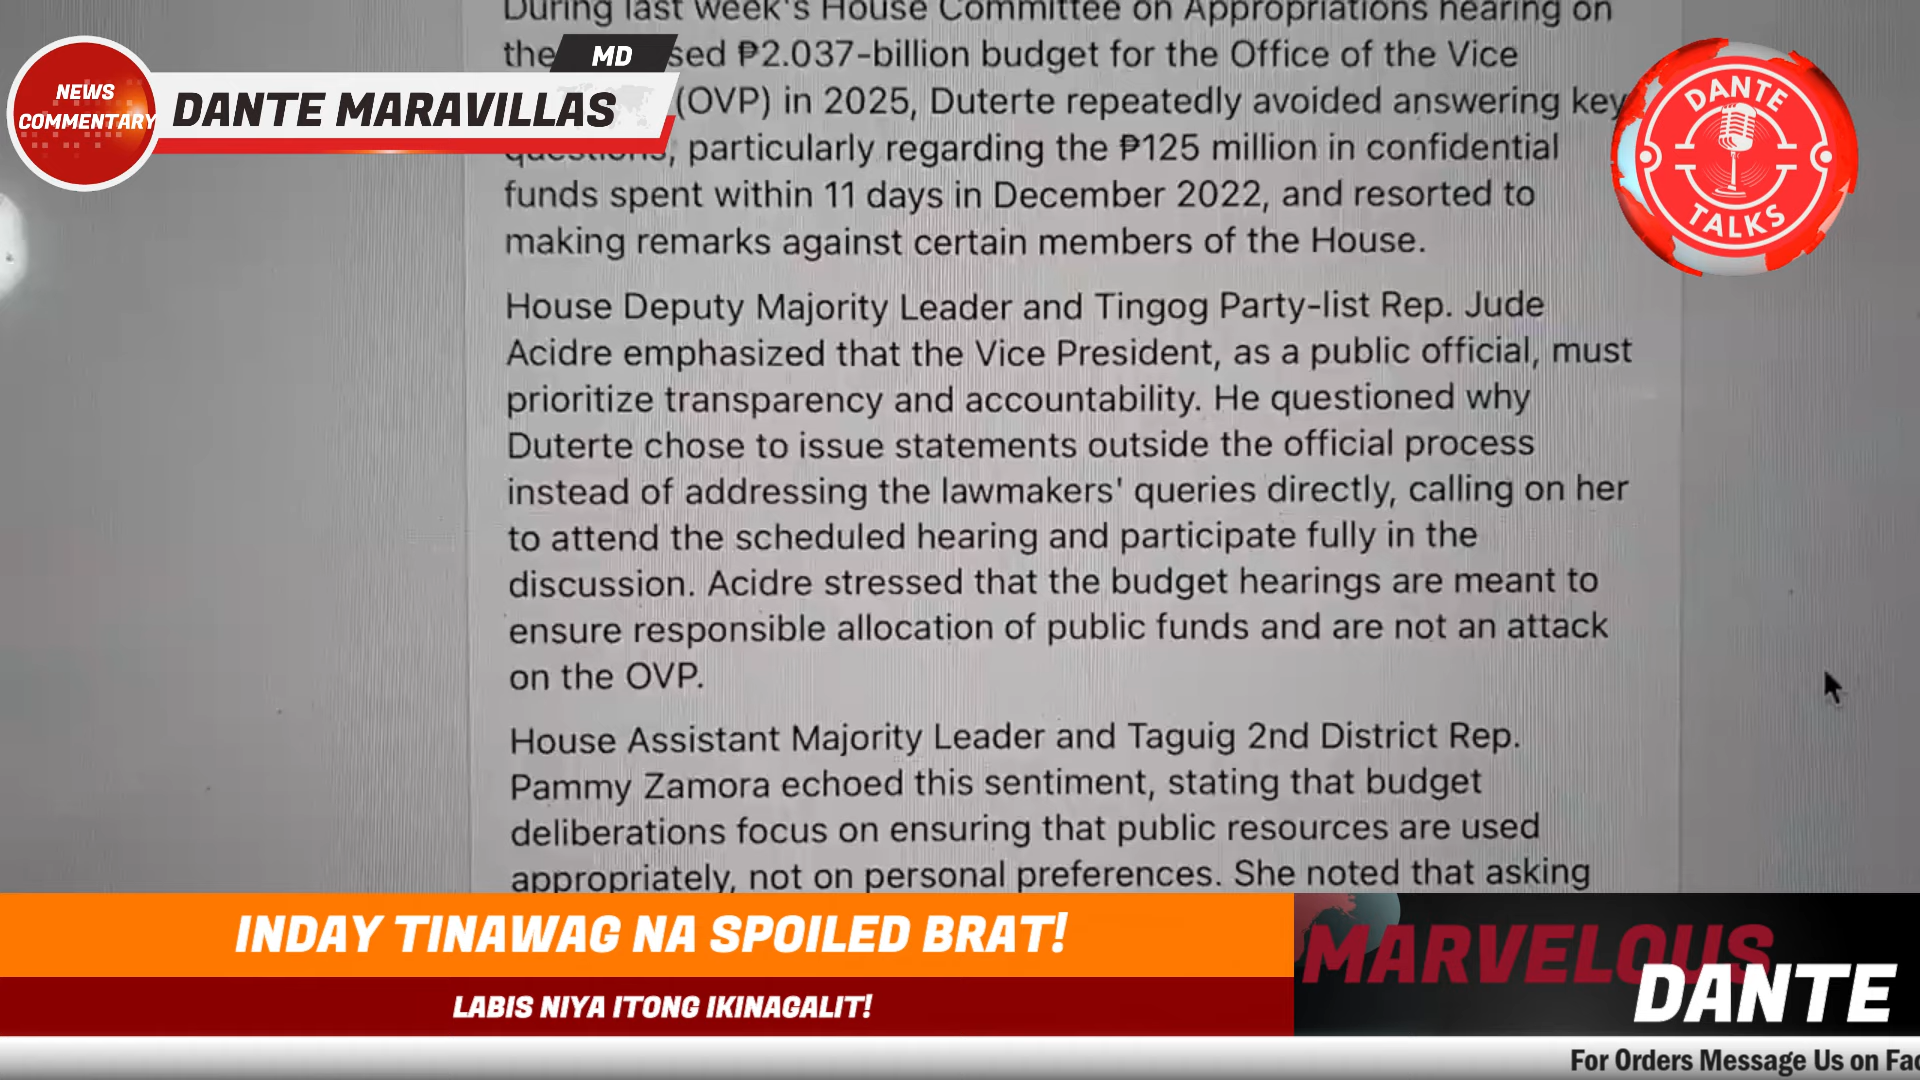 During last week's House Committee on Appropriations hearing on
the sed ₱2.037-billion budget for the Office of the Vice
(OVP) in 2025, Duterte repeatedly avoided answering key
questions, particularly regarding the ₱125 million in confidential
funds spent within 11 days in December 2022, and resorted to
making remarks against certain members of the House.
House Deputy Majority Leader and Tingog Party-list Rep. Jude
Acidre emphasized that the Vice President, as a public official, must
prioritize transparency and accountability. He questioned why
Duterte chose to issue statements outside the official process
instead of addressing the lawmakers' queries directly, calling on her
to attend the scheduled hearing and participate fully in the
discussion. Acidre stressed that the budget hearings are meant to
ensure responsible allocation of public funds and are not an attack
on the OVP.
House Assistant Majority Leader and Taguig 2nd District Rep.
Pammy Zamora echoed this sentiment, stating that budget
deliberations focus on ensuring that public resources are used
appropriately, not on personal preferences. She noted that asking
NEWS
COMMENTARY
MD
DANTE MARAVILLAS
DANTE
TALKS
INDAY TINAWAG NA SPOILED BRAT!
LABIS NIYA ITONG IKINAGALIT!
MARVELOUS
DANTE
For Orders Message Us on Fac